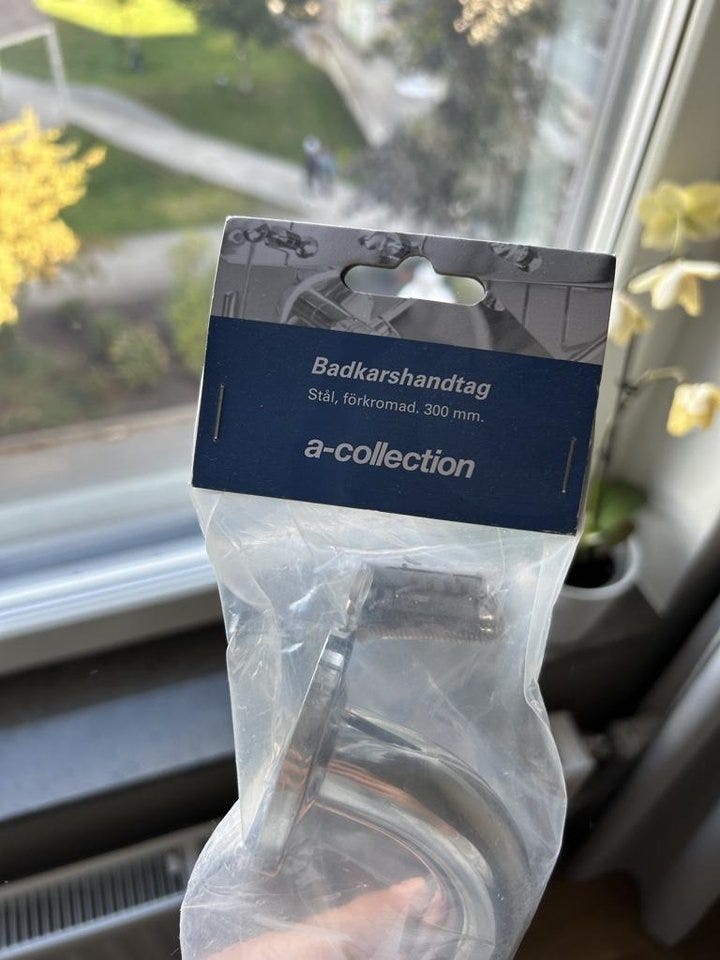 Badkarshandtag
Stål, förkromad. 300 mm.
a-collection